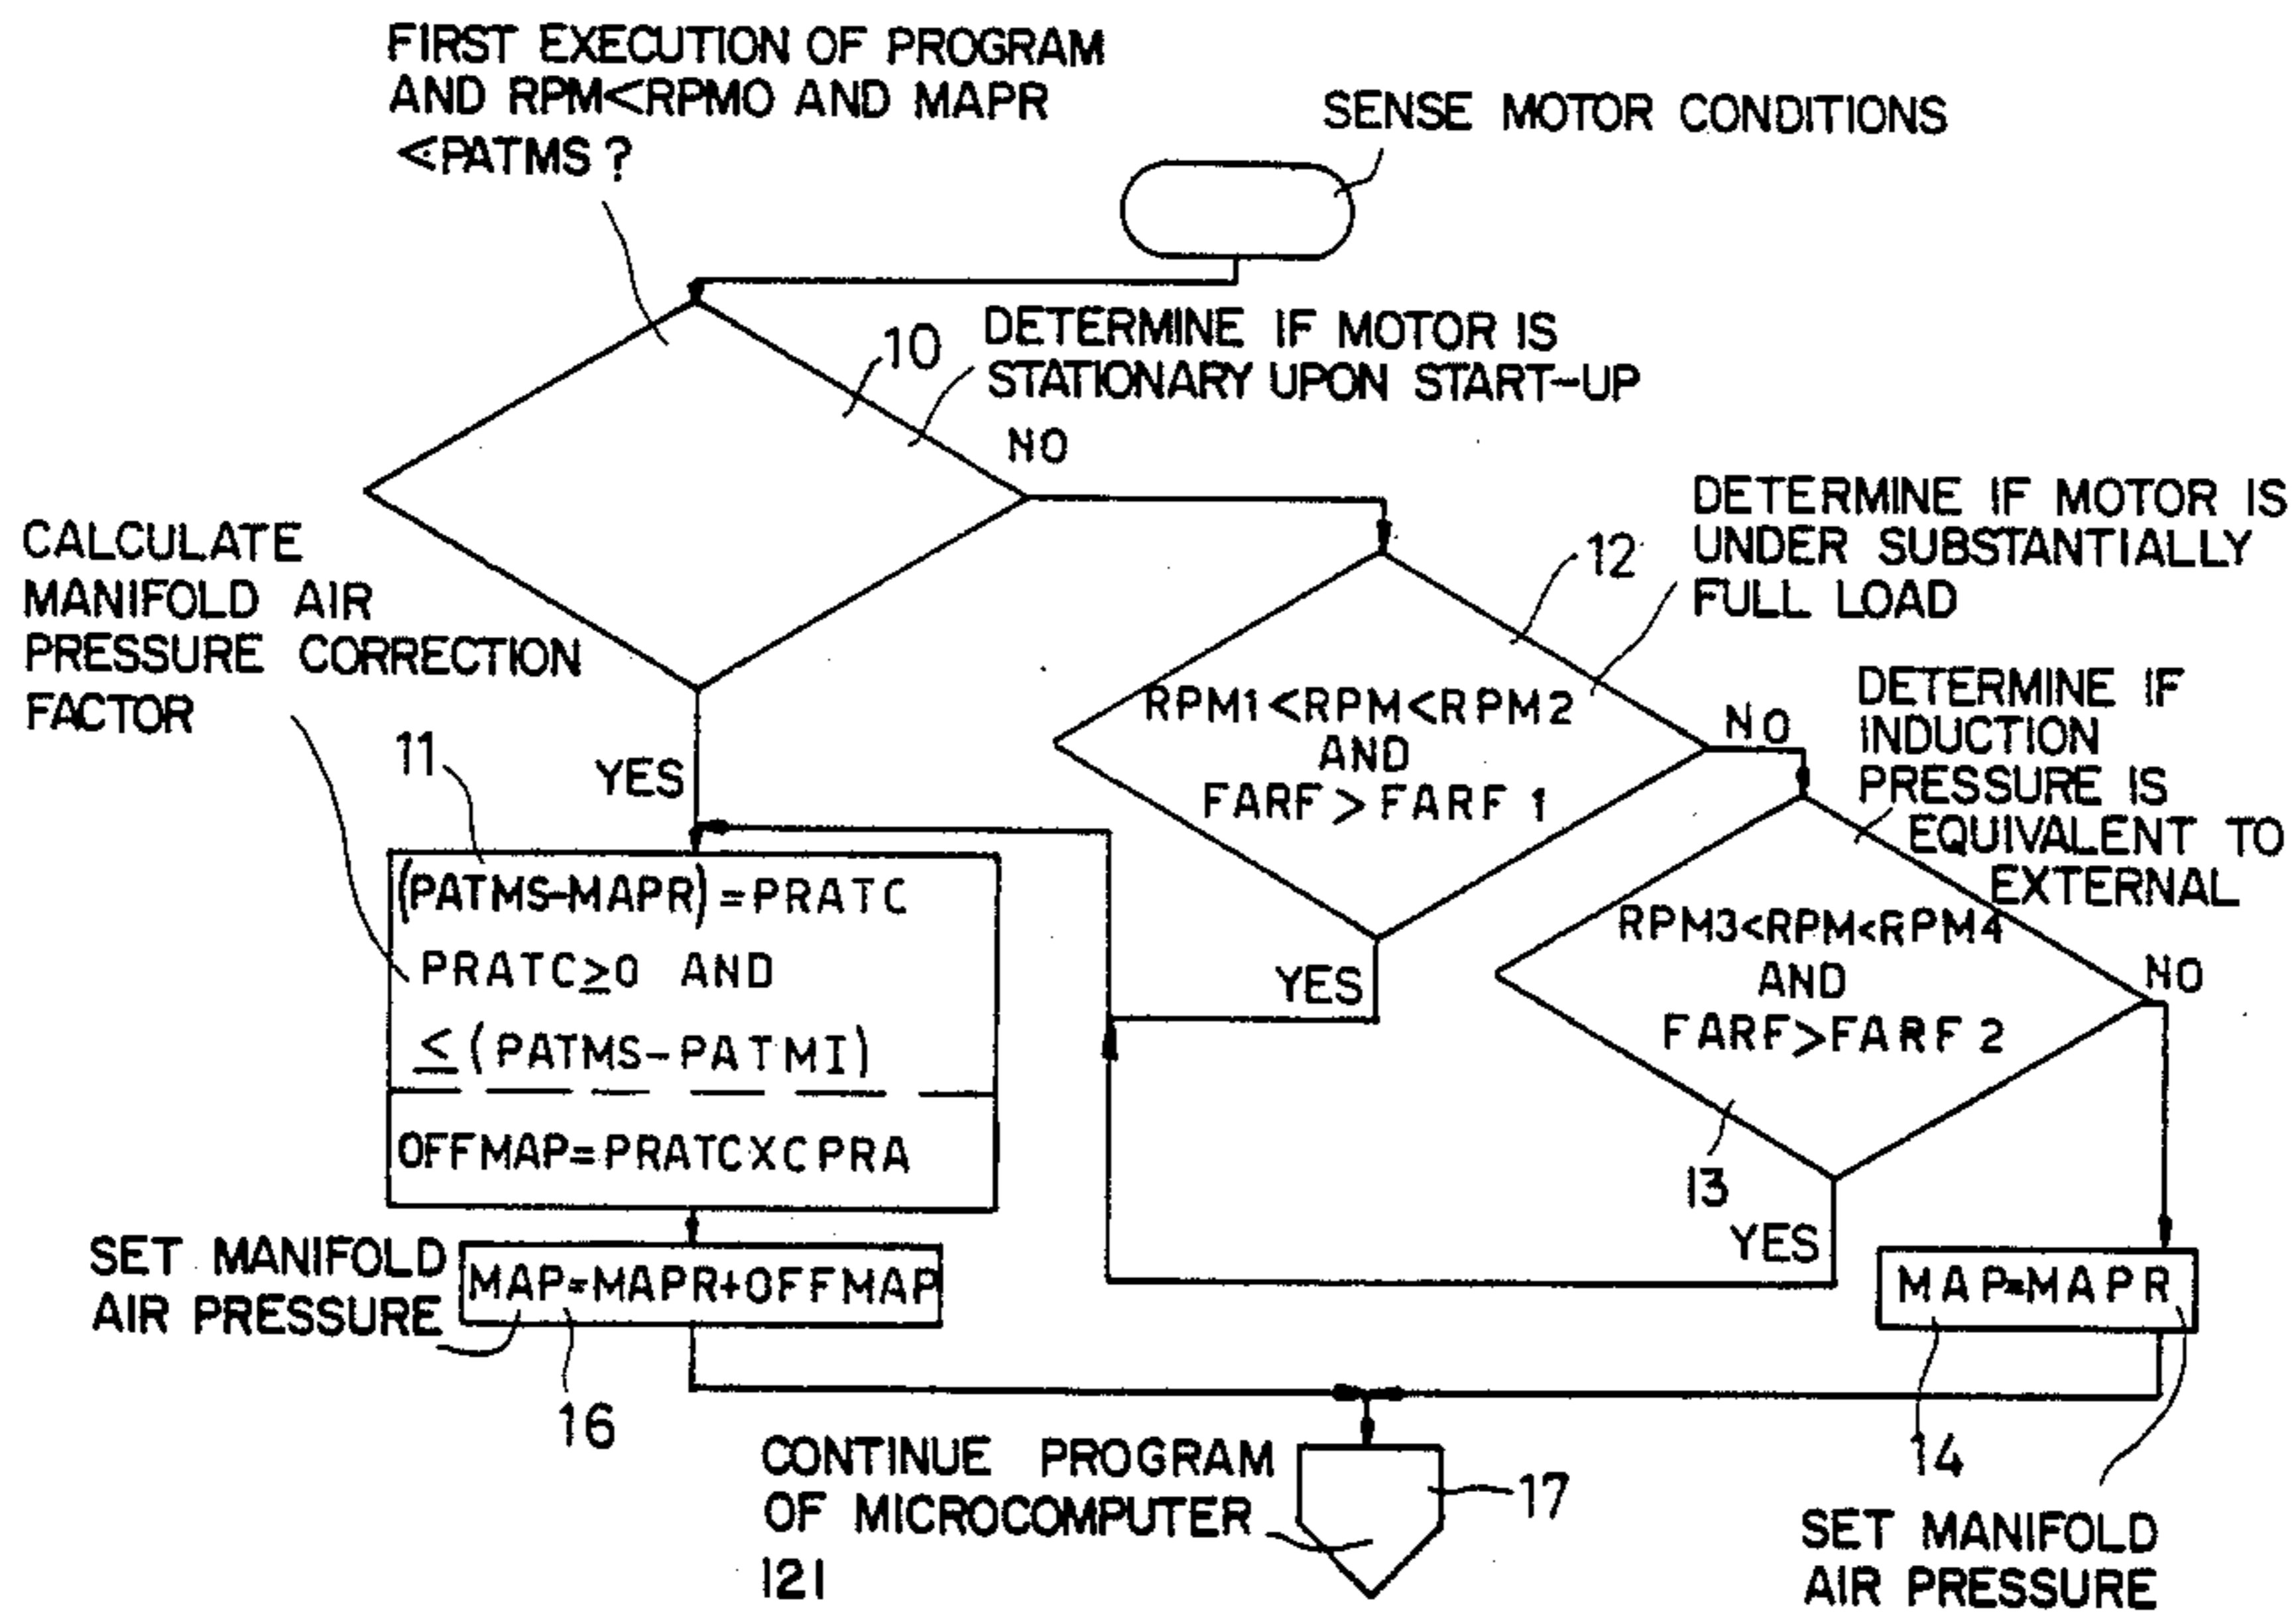 FIRST EXECUTION OF PROGRAM
AND RPM<RPMO AND MAPR
<PATMS?
SENSE MOTOR CONDITIONS
10
DETERMINE IF MOTOR IS
STATIONARY UPON START-UP
NO
CALCULATE
MANIFOLD AIR
PRESSURE CORRECTION
FACTOR
12
DETERMINE IF MOTOR IS
UNDER SUBSTANTIALLY
FULL LOAD
RPM1<RPM<RPM2
AND
FARF>FARF 1
NO
YES
DETERMINE IF
INDUCTION
PRESSURE IS
EQUIVALENT TO
EXTERNAL
RPM3<RPM<RPM4
AND
FARF>FARF 2
NO
13
YES
YES
11
(PATMS-MAPR)=PRATC
PRATC≥0 AND
≤(PATMS-PATMI)
OFFMAP=PRATCXCPRA
SET MANIFOLD
AIR PRESSURE
MAP=MAPR+OFFMAP
16
MAP=MAPR
14
SET MANIFOLD
AIR PRESSURE
CONTINUE PROGRAM
OF MICROCOMPUTER
121
17